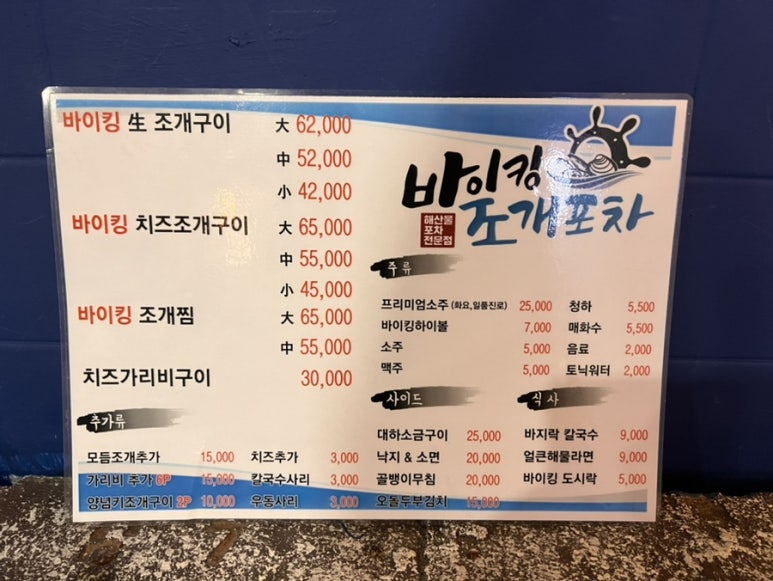 바이킹 生 조개구이 大 62,000
中 52,000
小 42,000
바이킹 치즈조개구이 大 65,000
中 55,000
小 45,000
바이킹 조개찜 大 65,000
中 55,000
치즈가리비구이 30,000
추가류
모듬조개추가 15,000 치즈추가 3,000
가리비 추가 6P 15,000 칼국수사리 3,000
양념키조개구이 3P 10,000 우동사리 3,000
바이킹
조개포차
해산물
포차
전문점
주류
프리미엄소주 (화요,일품진로) 25,000 청하 5,500
바이킹하이볼 7,000 매화수 5,500
소주 5,000 음료 2,000
맥주 5,000 토닉워터 2,000
사이드
대하소금구이 25,000
낙지 & 소면 20,000
골뱅이무침 20,000
오돌두부김치 15,000
식사
바지락 칼국수 9,000
얼큰해물라면 9,000
바이킹 도시락 5,000